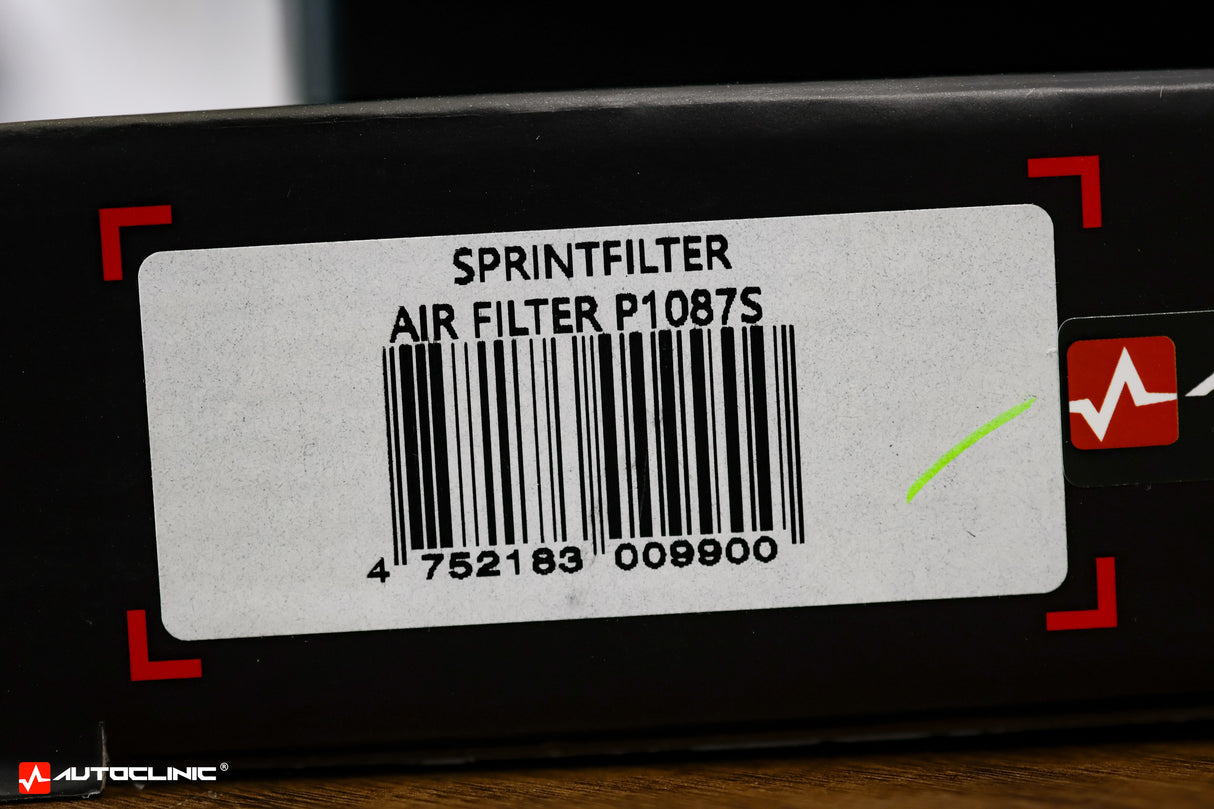 SPRINTFILTER
AIR FILTER P1087S
4 752183 009900
AUTOCLINIC®